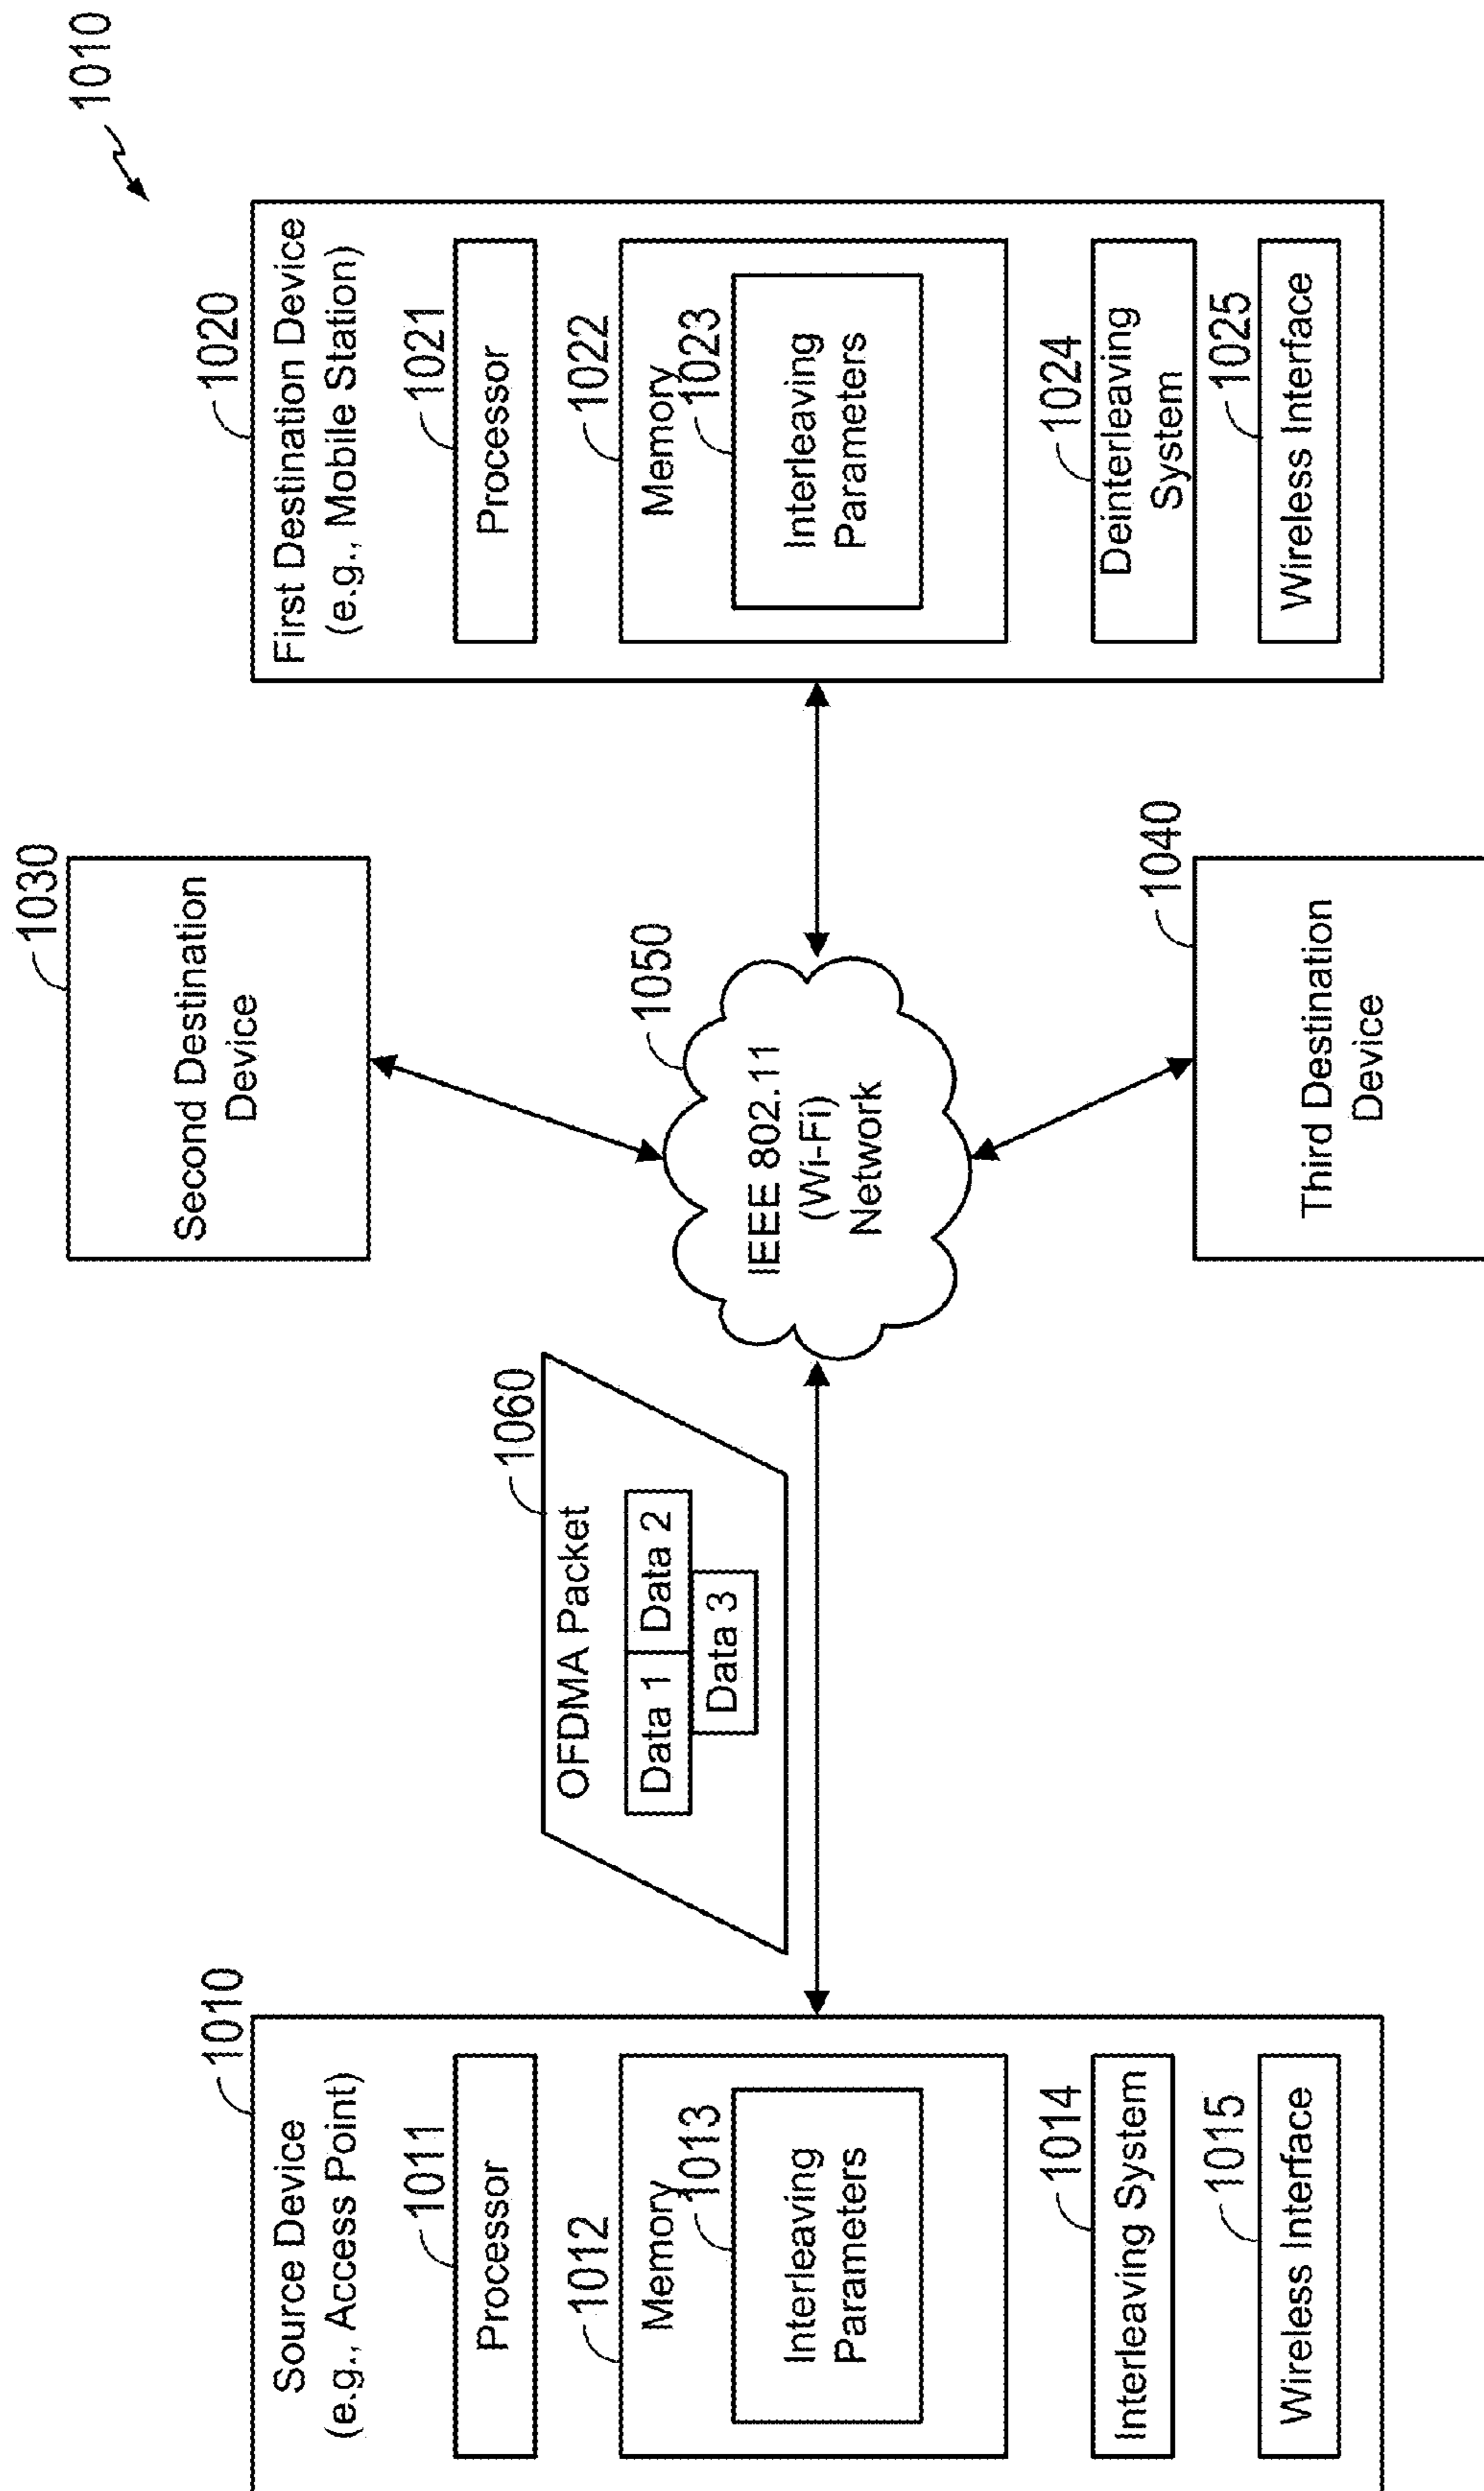 1010
1010
Source Device
(e.g., Access Point)
1011
Processor
1012
Memory
1013
Interleaving
Parameters
1014
Interleaving System
1015
Wireless Interface
1060
OFDMA Packet
Data 1
Data 2
Data 3
1030
Second Destination
Device
1050
IEEE 802.11
(Wi-Fi)
Network
1040
Third Destination
Device
1020
First Destination Device
(e.g., Mobile Station)
1021
Processor
1022
Memory
1023
Interleaving
Parameters
1024
Deinterleaving
System
1025
Wireless Interface